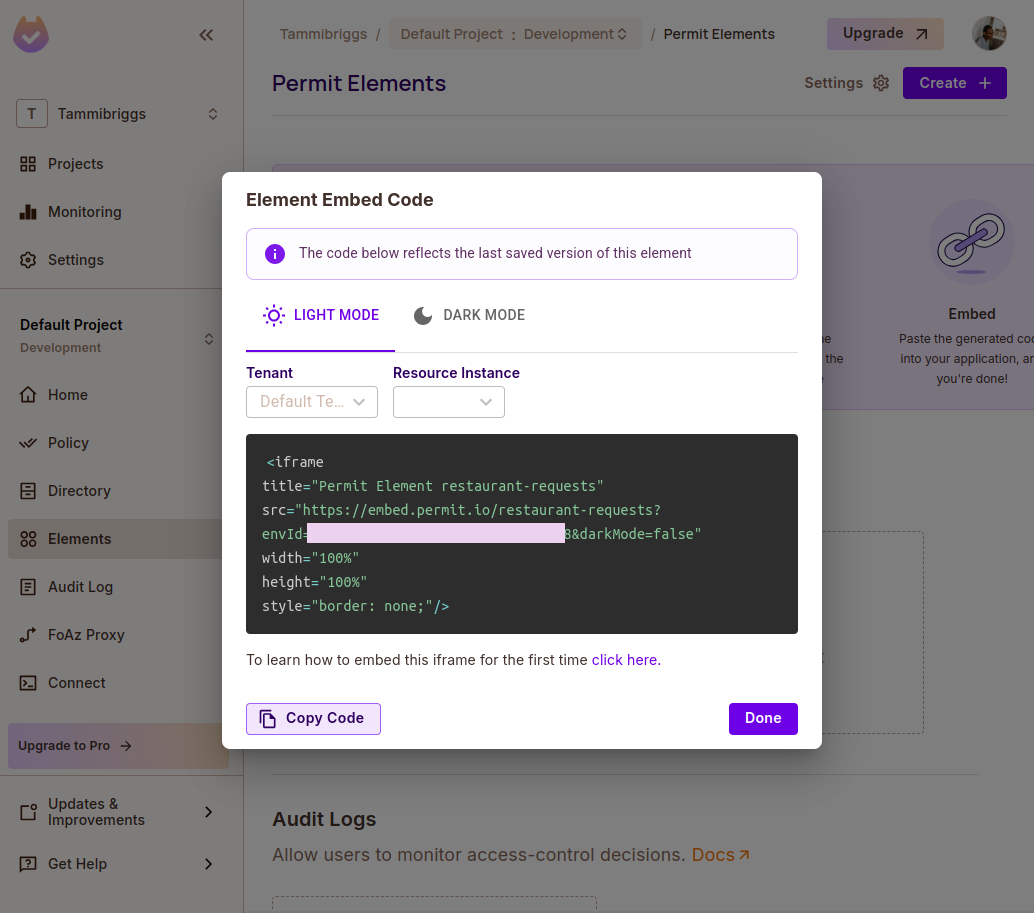 Tammibriggs / Default Project : Development / Permit Elements
Upgrade
Permit Elements
Settings
Create
T Tammibriggs
Projects
Monitoring
Settings
Default Project
Development
Home
Policy
Directory
Elements
Audit Log
FoAz Proxy
Connect
Upgrade to Pro
Updates &
Improvements
Get Help
Element Embed Code
The code below reflects the last saved version of this element
LIGHT MODE DARK MODE
Tenant Resource Instance
Default Te...
<iframe
title="Permit Element restaurant-requests"
src="https://embed.permit.io/restaurant-requests?
envId=8&darkMode=false"
width="100%"
height="100%"
style="border: none;"/>
To learn how to embed this iframe for the first time click here.
Copy Code
Done
Embed
Paste the generated
into your application,
you're done!
the
Audit Logs
Allow users to monitor access-control decisions. Docs